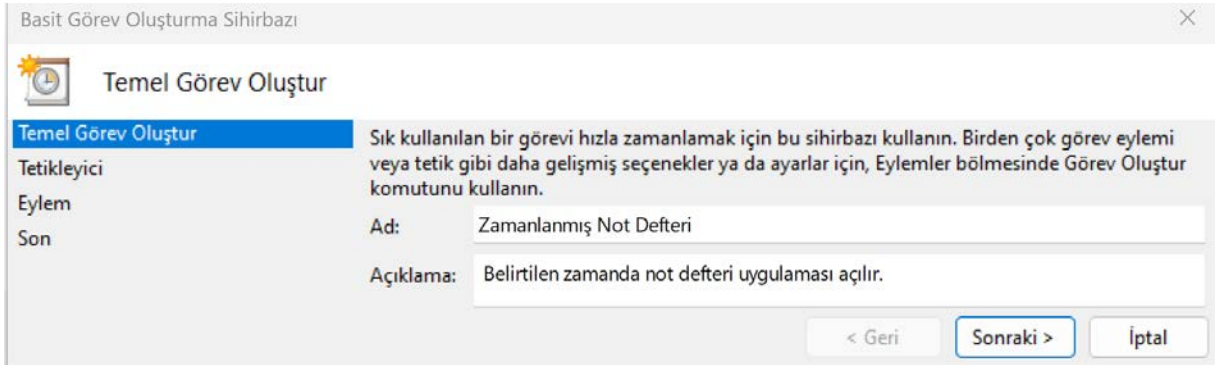 Basit Görev Oluşturma Sihirbazı
Temel Görev Oluştur
Temel Görev Oluştur
Tetikleyici
Eylem
Son
Sık kullanılan bir görevi hızla zamanlamak için bu sihirbazı kullanın. Birden çok görev eylemi
veya tetik gibi daha gelişmiş seçenekler ya da ayarlar için, Eylemler bölmesinde Görev Oluştur
komutunu kullanın.
Ad: Zamanlanmış Not Defteri
Açıklama: Belirtilen zamanda not defteri uygulaması açılır.
< Geri Sonraki > İptal